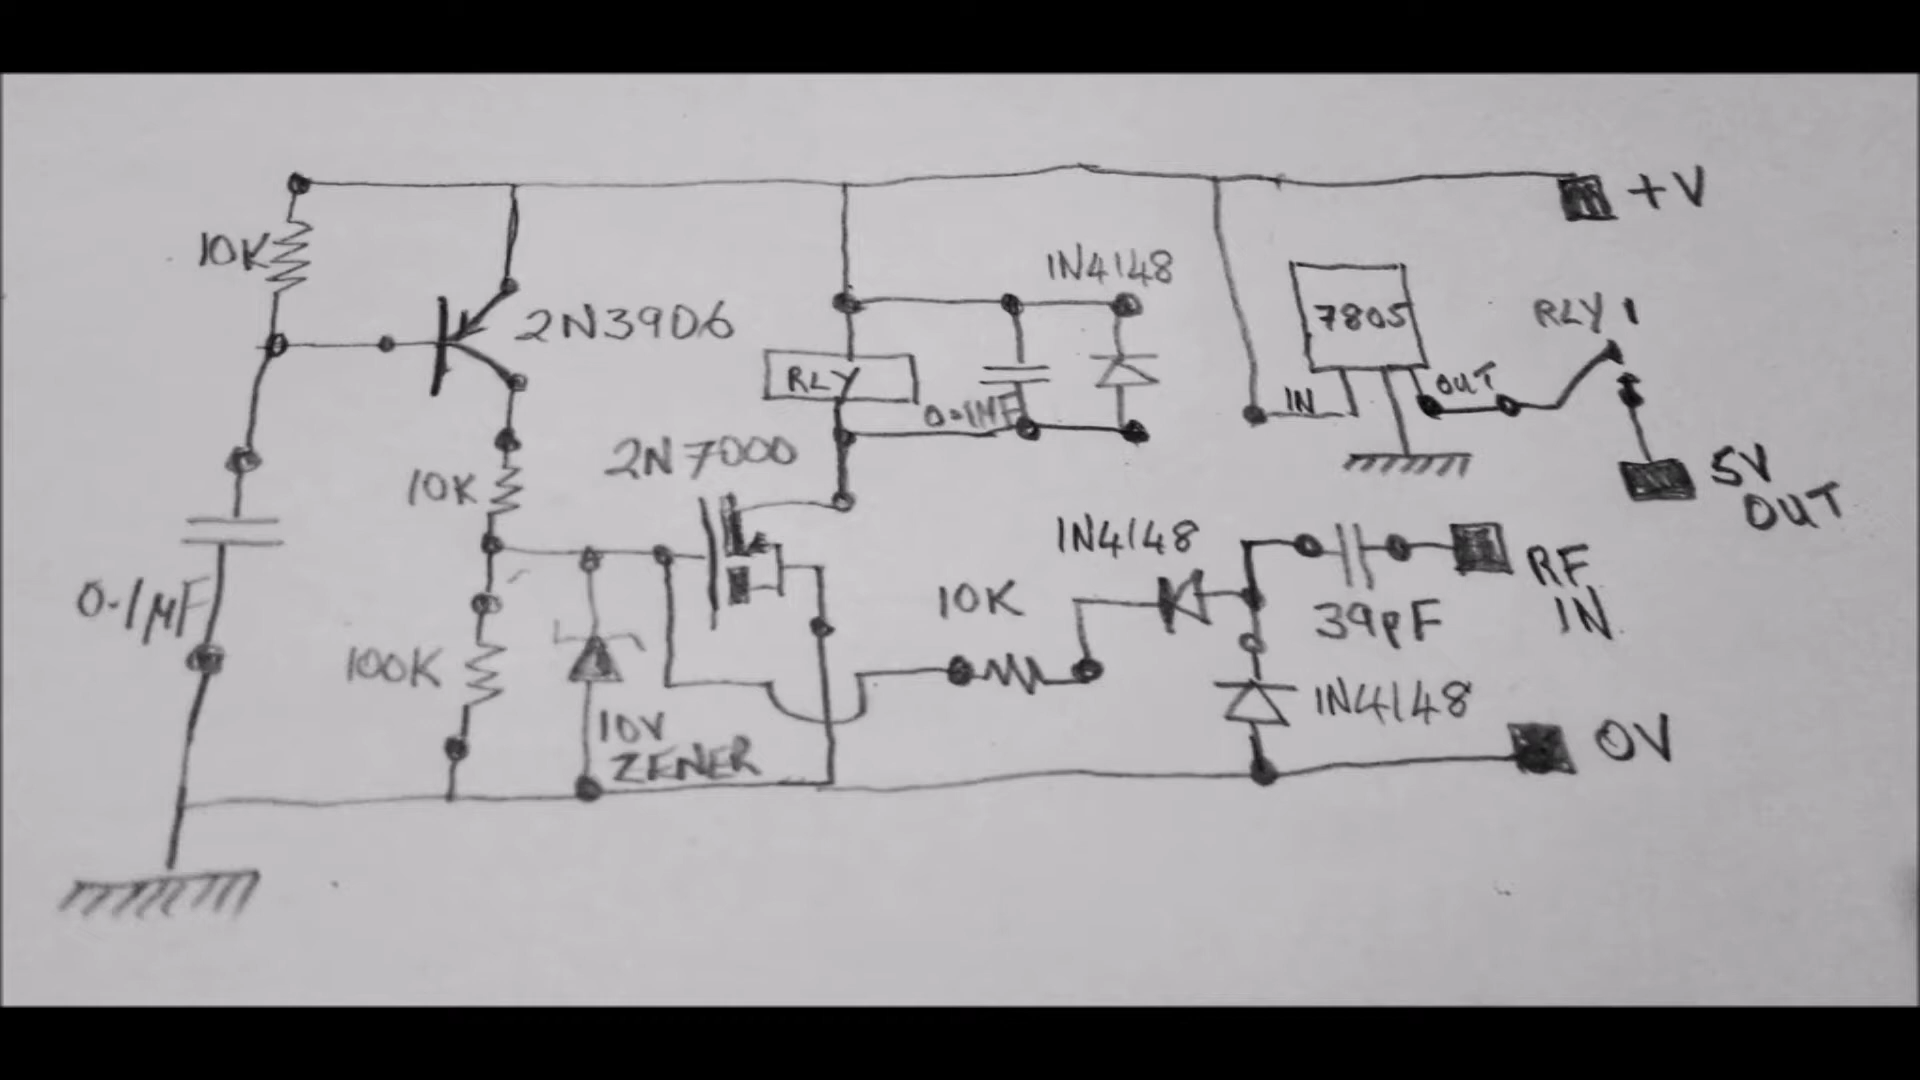 +V
10K
1N4148
2N3906
7805
RLY 1
RLY
IN
OUT
0.1MF
2N7000
5V
OUT
10K
1N4148
RF
IN
0.1µF
10K
39pF
100K
10V
ZENER
1N4148
0V